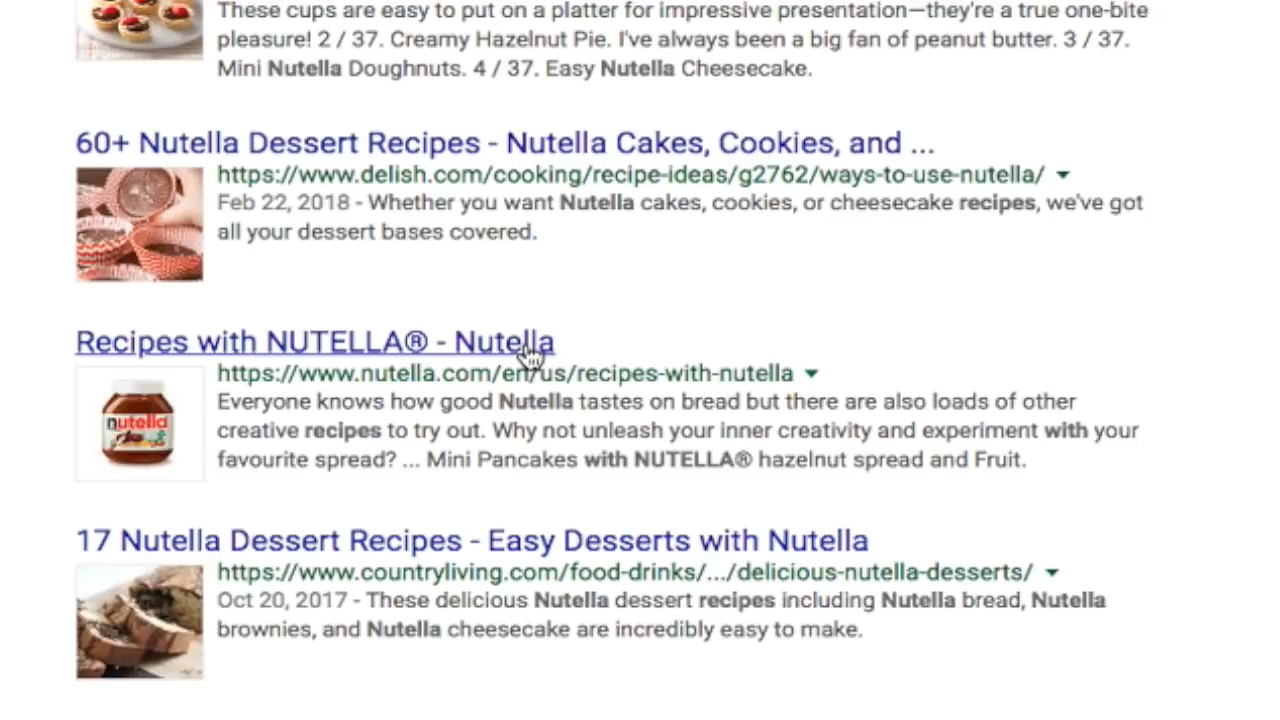 These cups are easy to put on a platter for impressive presentation—they're a true one-bite
pleasure! 2 / 37. Creamy Hazelnut Pie. I've always been a big fan of peanut butter. 3 / 37.
Mini Nutella Doughnuts. 4 / 37. Easy Nutella Cheesecake.
60+ Nutella Dessert Recipes - Nutella Cakes, Cookies, and ...
https://www.delish.com/cooking/recipe-ideas/g2762/ways-to-use-nutella/
Feb 22, 2018 - Whether you want Nutella cakes, cookies, or cheesecake recipes, we've got
all your dessert bases covered.
Recipes with NUTELLA® - Nutella
https://www.nutella.com/en/us/recipes-with-nutella
nutella
Everyone knows how good Nutella tastes on bread but there are also loads of other
creative recipes to try out. Why not unleash your inner creativity and experiment with your
favourite spread? ... Mini Pancakes with NUTELLA® hazelnut spread and Fruit.
17 Nutella Dessert Recipes - Easy Desserts with Nutella
https://www.countryliving.com/food-drinks/.../delicious-nutella-desserts/
Oct 20, 2017 - These delicious Nutella dessert recipes including Nutella bread, Nutella
brownies, and Nutella cheesecake are incredibly easy to make.